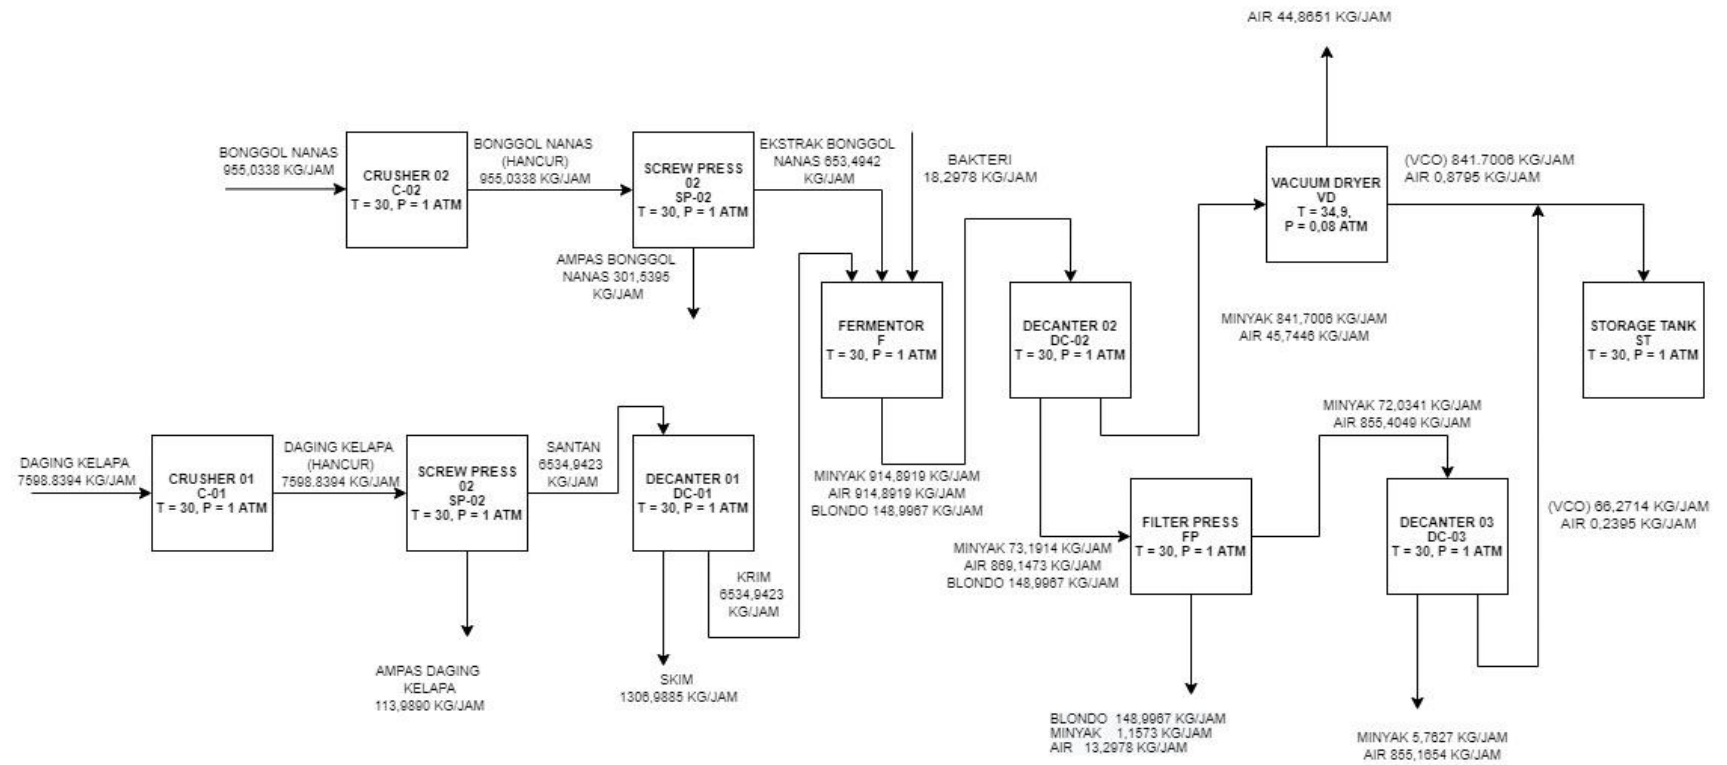 AIR 44,8651 KG/JAM
BONGGOL NANAS
955,0338 KG/JAM
CRUSHER 02
C-02
T = 30, P = 1 ATM
BONGGOL NANAS
(HANCUR)
955,0338 KG/JAM
SCREW PRESS
02
SP-02
T = 30, P = 1 ATM
EKSTRAK BONGGOL
NANAS 653,4942
KG/JAM
BAKTERI
18,2978 KG/JAM
VACUUM DRYER
VD
T = 34,9,
P = 0,08 ATM
(VCO) 841.7006 KG/JAM
AIR 0,8795 KG/JAM
AMPAS BONGGOL
NANAS 301,5395
KG/JAM
FERMENTOR
F
T = 30, P = 1 ATM
DECANTER 02
DC-02
T = 30, P = 1 ATM
MINYAK 841,7006 KG/JAM
AIR 45,7446 KG/JAM
STORAGE TANK
ST
T = 30, P = 1 ATM
DAGING KELAPA
7598.8394 KG/JAM
CRUSHER 01
C-01
T = 30, P = 1 ATM
DAGING KELAPA
(HANCUR)
7598.8394 KG/JAM
SCREW PRESS
02
SP-02
T = 30, P = 1 ATM
SANTAN
6534,9423
KG/JAM
DECANTER 01
DC-01
T = 30, P = 1 ATM
MINYAK 914,8919 KG/JAM
AIR 914,8919 KG/JAM
BLONDO 148,9967 KG/JAM
MINYAK 72,0341 KG/JAM
AIR 855,4049 KG/JAM
MINYAK 73,1914 KG/JAM
AIR 869,1473 KG/JAM
BLONDO 148,9967 KG/JAM
FILTER PRESS
FP
T = 30, P = 1 ATM
DECANTER 03
DC-03
T = 30, P = 1 ATM
(VCO) 66,2714 KG/JAM
AIR 0,2395 KG/JAM
KRIM
6534,9423
KG/JAM
AMPAS DAGING
KELAPA
113,9890 KG/JAM
SKIM
1306,9885 KG/JAM
BLONDO 148,9967 KG/JAM
MINYAK 1,1573 KG/JAM
AIR 13,2978 KG/JAM
MINYAK 5,7627 KG/JAM
AIR 855,1654 KG/JAM